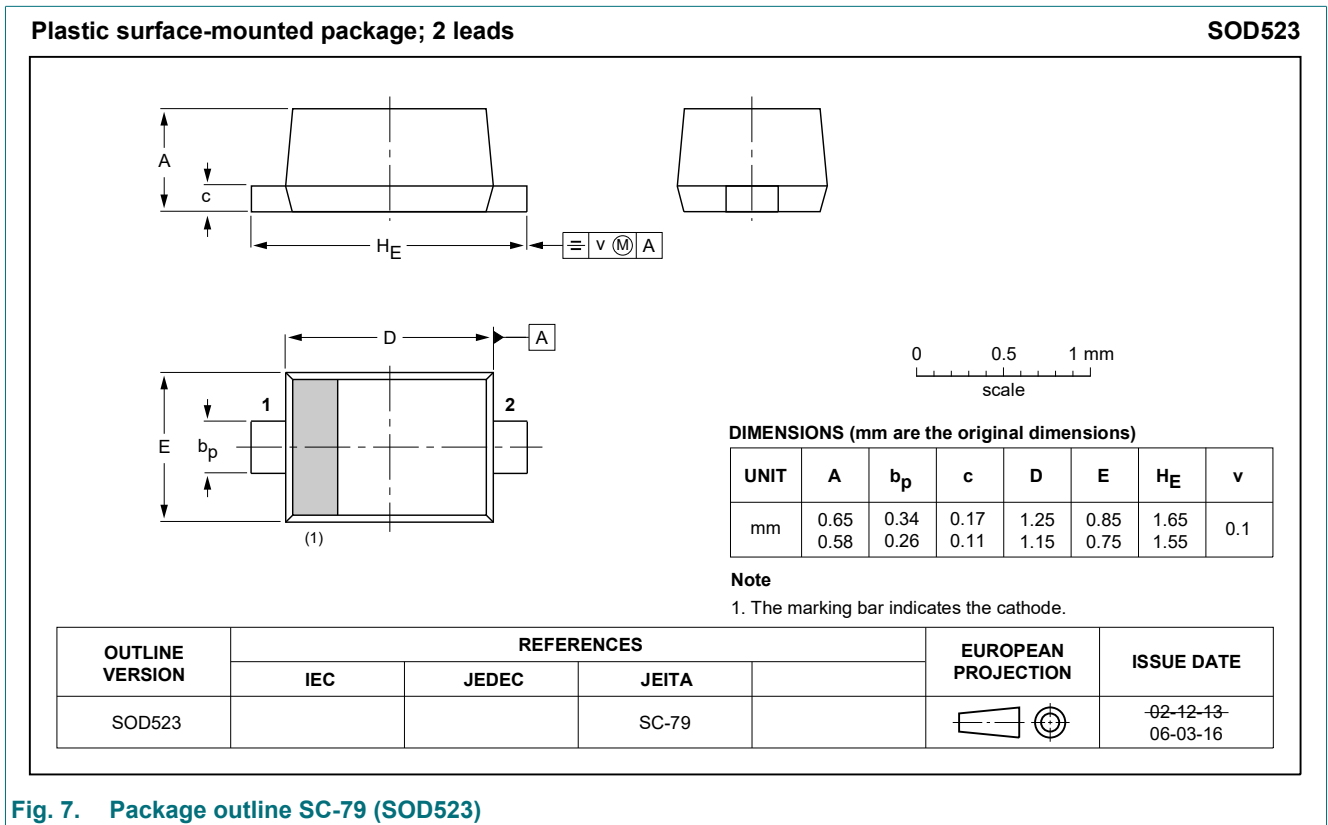 Plastic surface-mounted package; 2 leads SOD523
A
c
HE
v Ⓜ A
D
A
1
2
E
bp
(1)
0 0.5 1 mm
scale
DIMENSIONS (mm are the original dimensions)
UNIT A bp c D E HE v
mm 0.65 0.34 0.17 1.25 0.85 1.65 0.1
0.58 0.26 0.11 1.15 0.75 1.55
Note
1. The marking bar indicates the cathode.
OUTLINE VERSION REFERENCES EUROPEAN PROJECTION ISSUE DATE
IEC JEDEC JEITA
SOD523 SC-79 02-12-13
06-03-16
Fig. 7. Package outline SC-79 (SOD523)